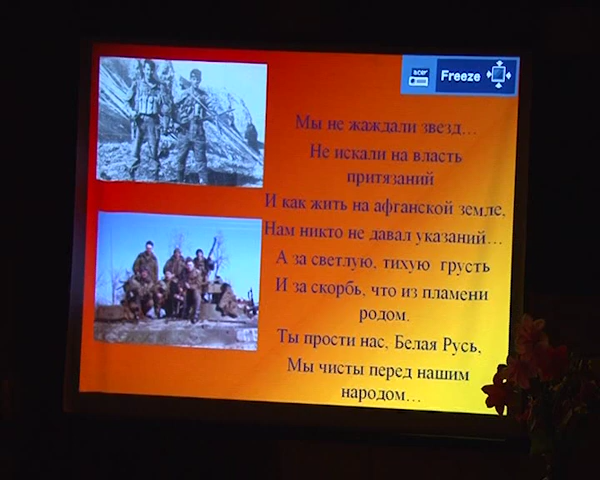 acer
Freeze
Мы не жаждали звезд...
Не искали на власть
притязаний
И как жить на афганской земле,
Нам никто не давал указаний...
А за светлую, тихую грусть
И за скорбь, что из пламени
родом.
Ты прости нас, Белая Русь,
Мы чисты перед нашим
народом...